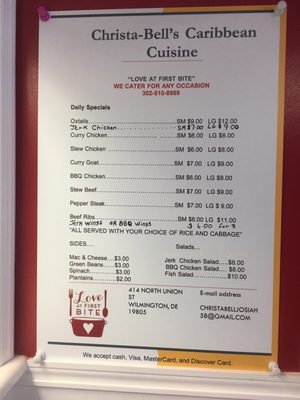 Christa-Bell's Caribbean
Cuisine
"LOVE AT FIRST BITE"
WE CATER FOR ANY OCCASION
302-510-8989
Daily Specials
Oxtails.....................................SM $9.00 LG $12.00
Jerk Chicken.....................................SM $7.00 LG $9.00
Curry Chicken.....................................SM $6.00 LG $8.00
Stew Chicken.....................................SM $6.00 LG $8.00
Curry Goat.....................................SM $7.00 $9.00
BBQ Chicken.....................................SM $6.00 $8.00
Stew Beef.....................................SM $7.00 $9.00
Pepper Steak.....................................SM $7.00 $ 9.00
Beef Ribs.....................................SM $8.00 LG $11.00
Jerk Wings or BBQ Wings $ 6.00 for 8
"ALL SERVED WITH YOUR CHOICE OF RICE AND CABBAGE"
SIDES.... Salads...
Mac & Cheese....$3.00
Green Beans.....$3.00
Spinach............$3.00
Plantains..........$2.00
Jerk Chicken Salad.....$8.00
BBQ Chicken Salad.....$8.00
Fish Salad.................$10.00
Love
AT FIRST
BITE
414 NORTH UNION
ST
WILMINGTON, DE
19805
E-mail address
CHRISTABELLJOSIAH
58@GMAIL.COM
We accept cash, Visa, MasterCard, and Discover Card.